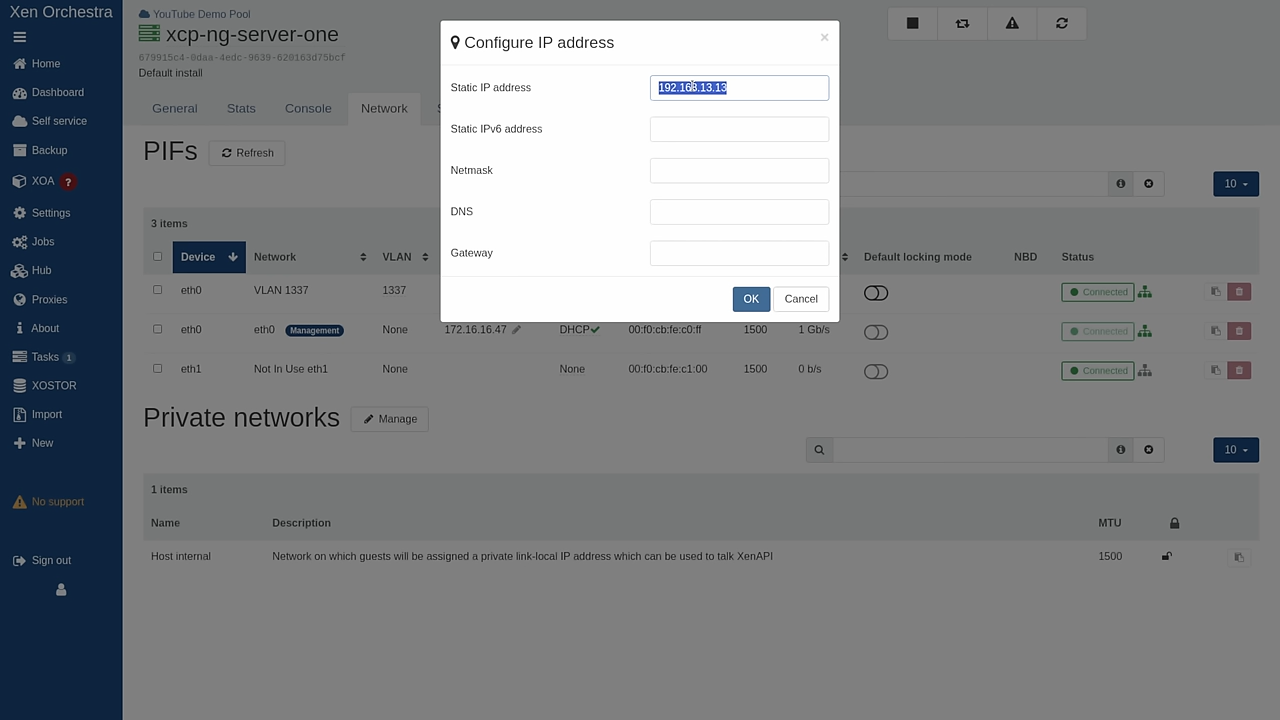 Xen Orchestra
Home
Dashboard
Self service
Backup
XOA ?
Settings
Jobs
Hub
Proxies
About
Tasks 1
XOSTOR
Import
New
No support
Sign out
YouTube Demo Pool
xcp-ng-server-one
679915c4-0daa-4edc-9639-620163d75bcf
Default install
General Stats Console Network
PIFs Refresh
10
3 items
Device Network VLAN Default locking mode NBD Status
eth0 VLAN 1337 1337 Connected
eth0 eth0 Management None 172.16.16.47 DHCP 00:f0:cb:fe:c0:ff 1500 1 Gb/s Connected
eth1 Not In Use eth1 None None 00:f0:cb:fe:c1:00 1500 0 b/s Connected
Private networks Manage
10
1 items
Name Description MTU
Host internal Network on which guests will be assigned a private link-local IP address which can be used to talk XenAPI 1500
Configure IP address ×
Static IP address 192.168.13.13
Static IPv6 address
Netmask
DNS
Gateway
OK Cancel